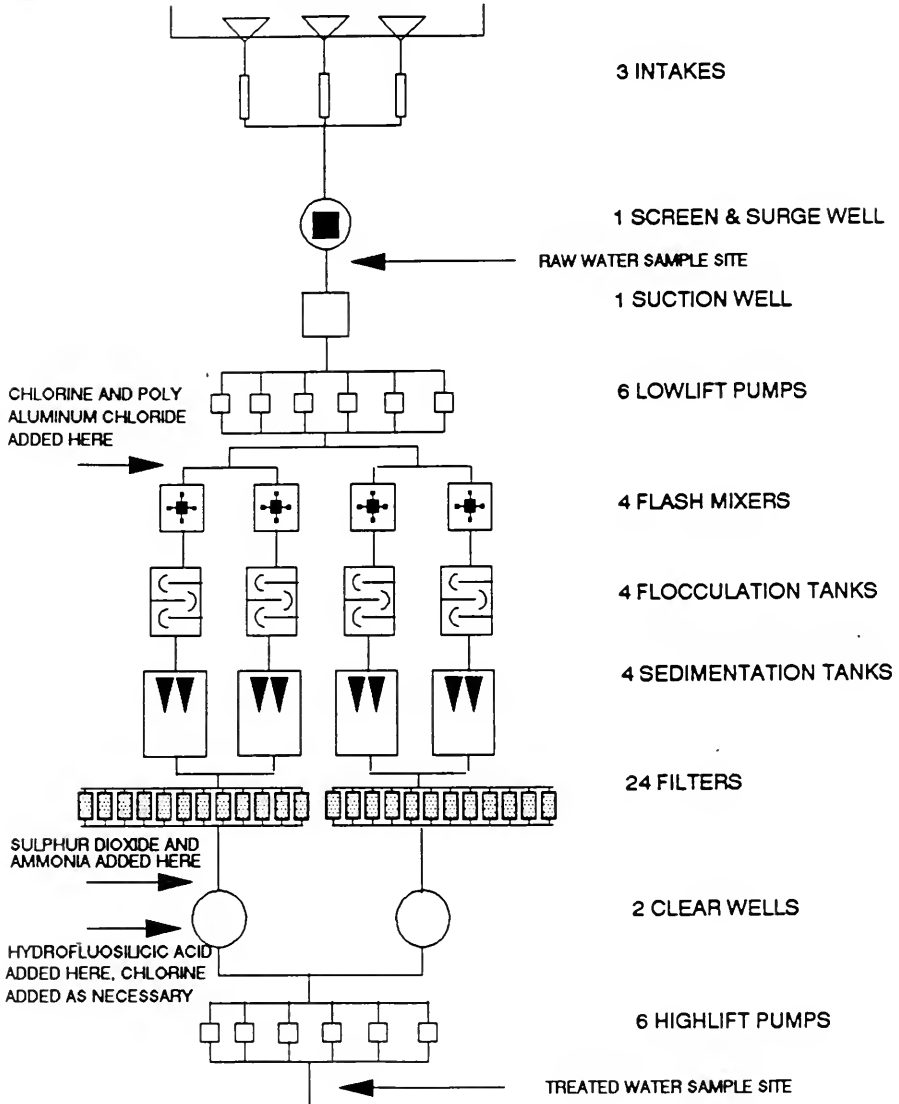 3 INTAKES
1 SCREEN & SURGE WELL
RAW WATER SAMPLE SITE
1 SUCTION WELL
6 LOWLIFT PUMPS
CHLORINE AND POLY
ALUMINUM CHLORIDE
ADDED HERE
4 FLASH MIXERS
4 FLOCCULATION TANKS
4 SEDIMENTATION TANKS
24 FILTERS
SULPHUR DIOXIDE AND
AMMONIA ADDED HERE
2 CLEAR WELLS
HYDROFLUOSILICIC ACID
ADDED HERE, CHLORINE
ADDED AS NECESSARY
6 HIGHLIFT PUMPS
TREATED WATER SAMPLE SITE